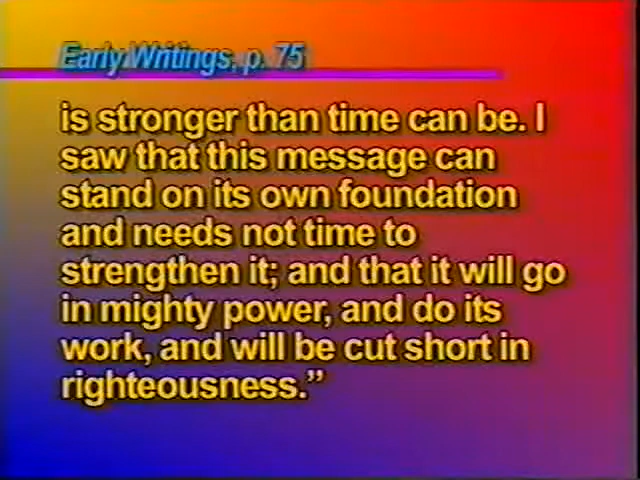 Early Writings, p. 75
is stronger than time can be. I
saw that this message can
stand on its own foundation
and needs not time to
strengthen it; and that it will go
in mighty power, and do its
work, and will be cut short in
righteousness.”